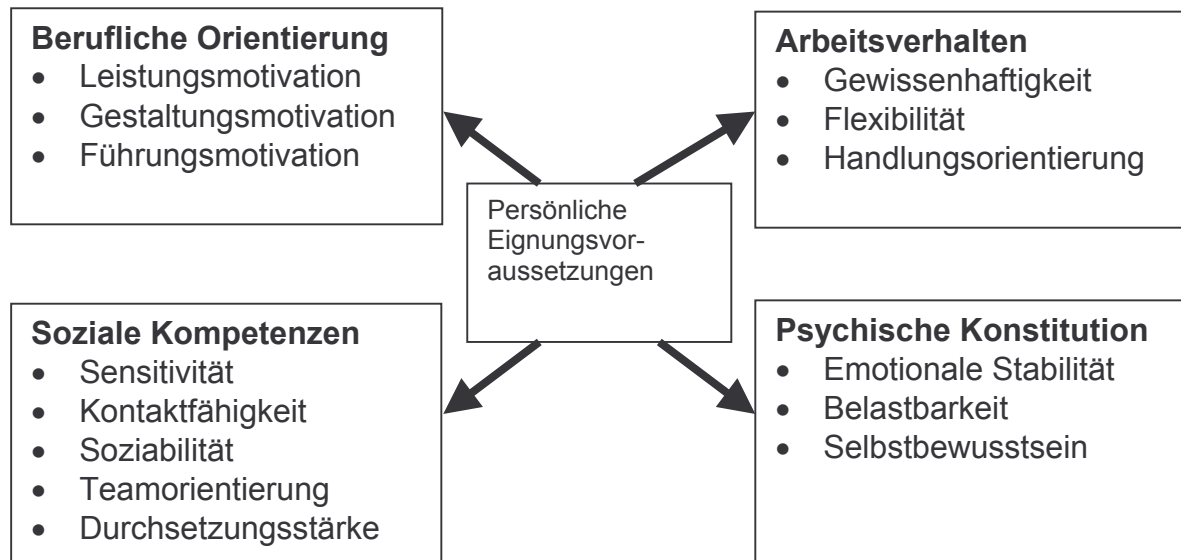 Berufliche Orientierung
• Leistungsmotivation
• Gestaltungsmotivation
• Führungsmotivation
Arbeitsverhalten
• Gewissenhaftigkeit
• Flexibilität
• Handlungsorientierung
Persönliche
Eignungsvor-
aussetzungen
Soziale Kompetenzen
• Sensitivität
• Kontaktfähigkeit
• Soziabilität
• Teamorientierung
• Durchsetzungsstärke
Psychische Konstitution
• Emotionale Stabilität
• Belastbarkeit
• Selbstbewusstsein